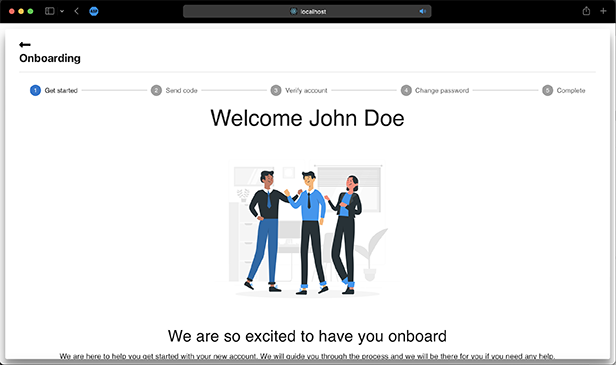 localhost
Onboarding
1 Get started 2 Send code 3 Verify account 4 Change password 5 Complete
Welcome John Doe
We are so excited to have you onboard
We are here to help you get started with your new account. We will guide you through the process and we will be there for you if you need any help.